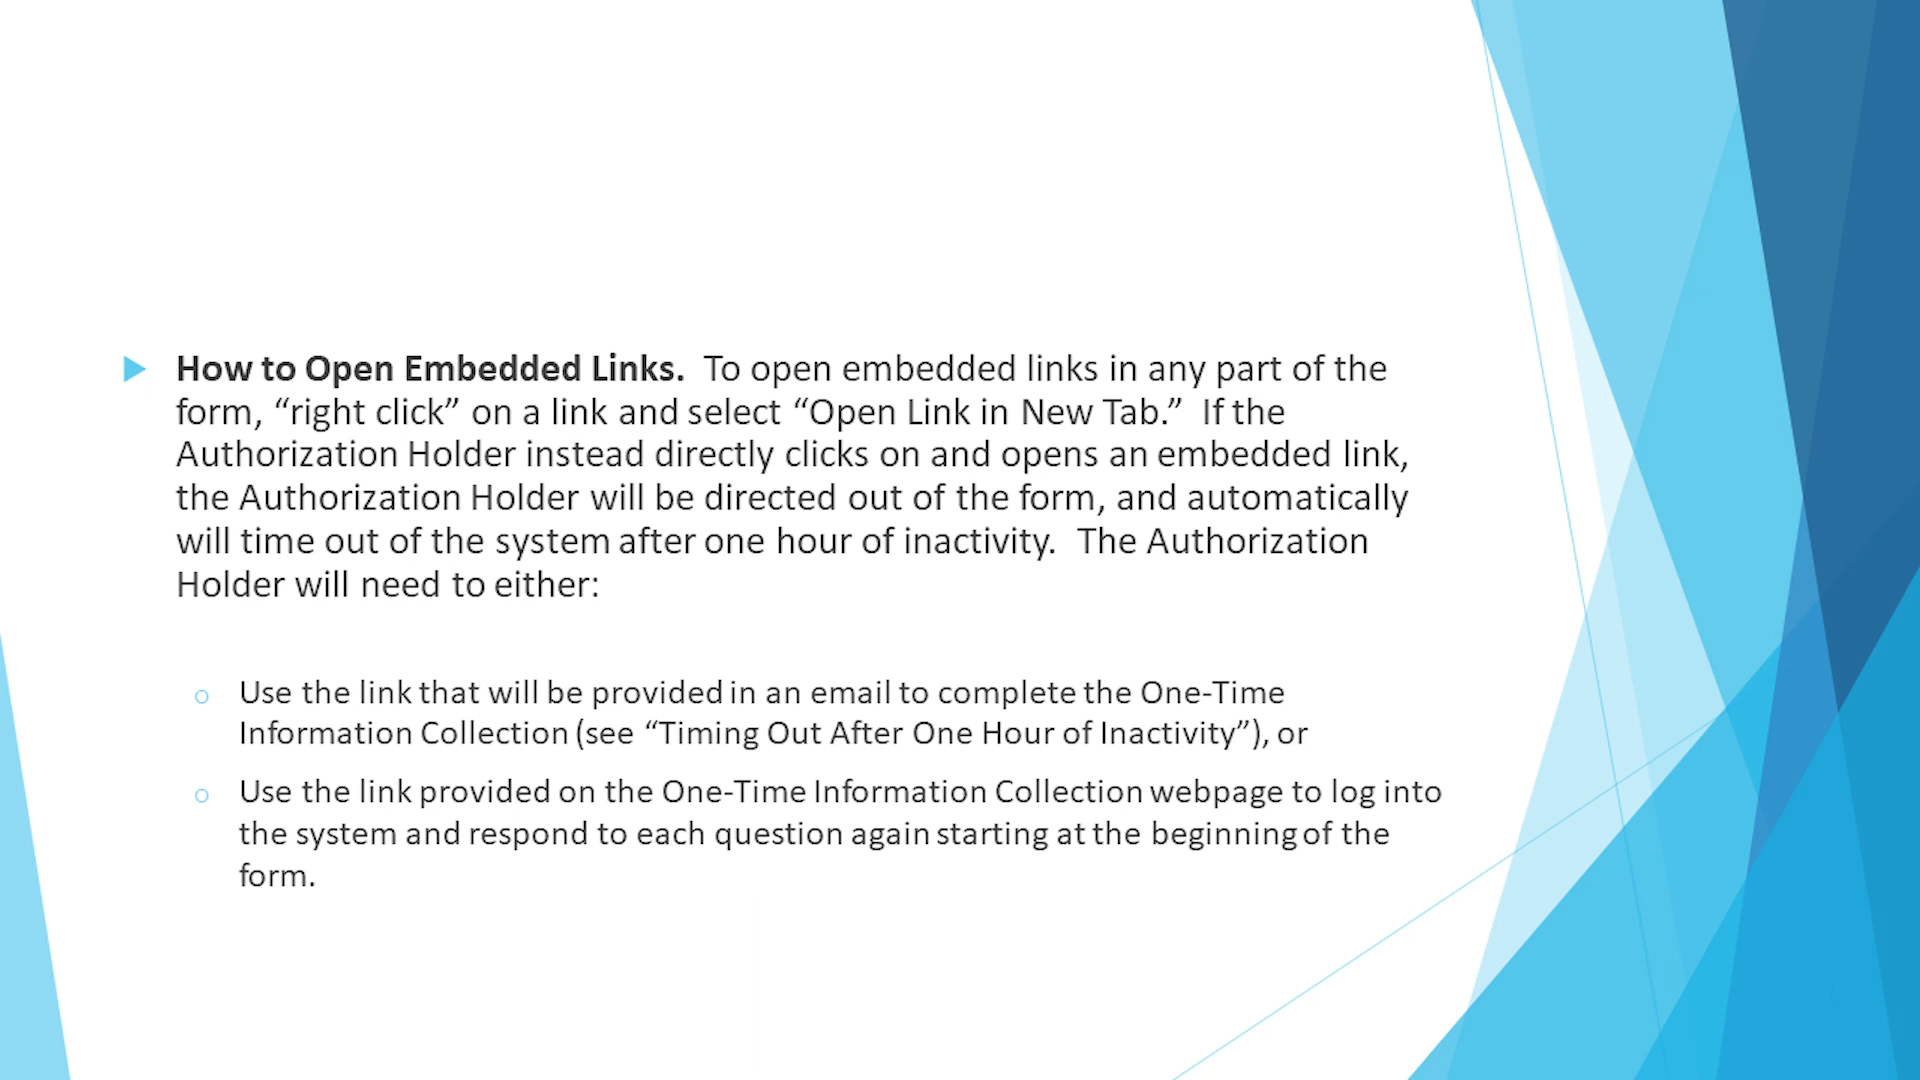 How to Open Embedded Links.  To open embedded links in any part of the
form, “right click” on a link and select “Open Link in New Tab.”  If the
Authorization Holder instead directly clicks on and opens an embedded link,
the Authorization Holder will be directed out of the form, and automatically
will time out of the system after one hour of inactivity.  The Authorization
Holder will need to either:
o Use the link that will be provided in an email to complete the One-Time
Information Collection (see “Timing Out After One Hour of Inactivity”), or
o Use the link provided on the One-Time Information Collection webpage to log into
the system and respond to each question again starting at the beginning of the
form.